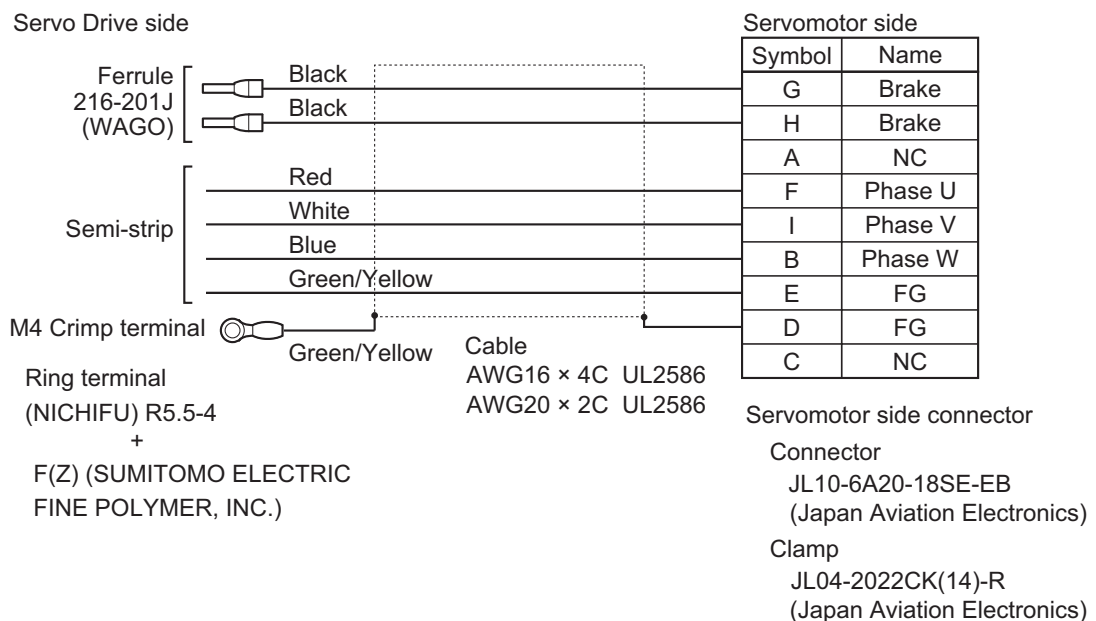 Servo Drive side
Servomotor side
Symbol Name
Ferrule
216-201J
(WAGO)
Black
G Brake
Black
H Brake
A NC
Semi-strip
Red
F Phase U
White
I Phase V
Blue
B Phase W
Green/Yellow
E FG
M4 Crimp terminal
Green/Yellow
D FG
C NC
Cable
AWG16 × 4C UL2586
AWG20 × 2C UL2586
Ring terminal
(NICHIFU) R5.5-4
+
F(Z) (SUMITOMO ELECTRIC
FINE POLYMER, INC.)
Servomotor side connector
Connector
JL10-6A20-18SE-EB
(Japan Aviation Electronics)
Clamp
JL04-2022CK(14)-R
(Japan Aviation Electronics)